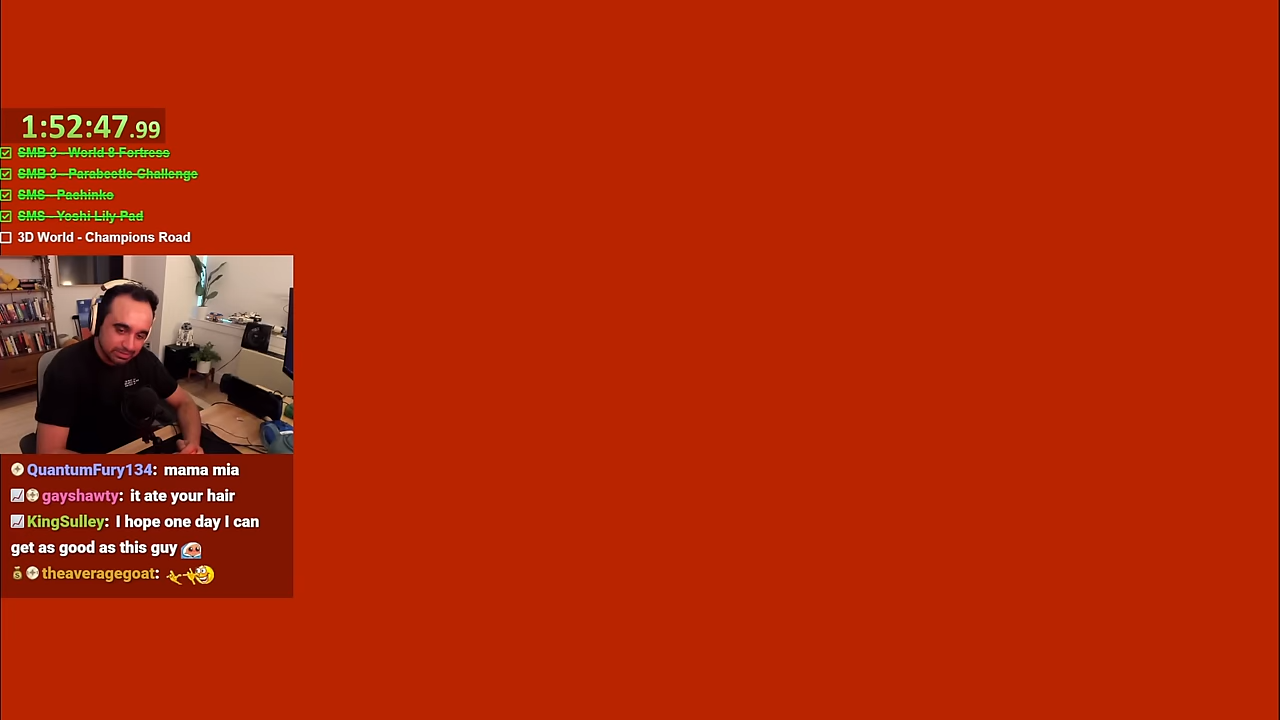 1:52:47.99
SMB 3 - World 8 Fortress
SMB 3 - Parabeetle Challenge
SMS - Pachinko
SMS - Yoshi Lily Pad
3D World - Champions Road
QuantumFury134: mama mia
gayshawty: it ate your hair
KingSulley: I hope one day I can
get as good as this guy
theaveragegoat: